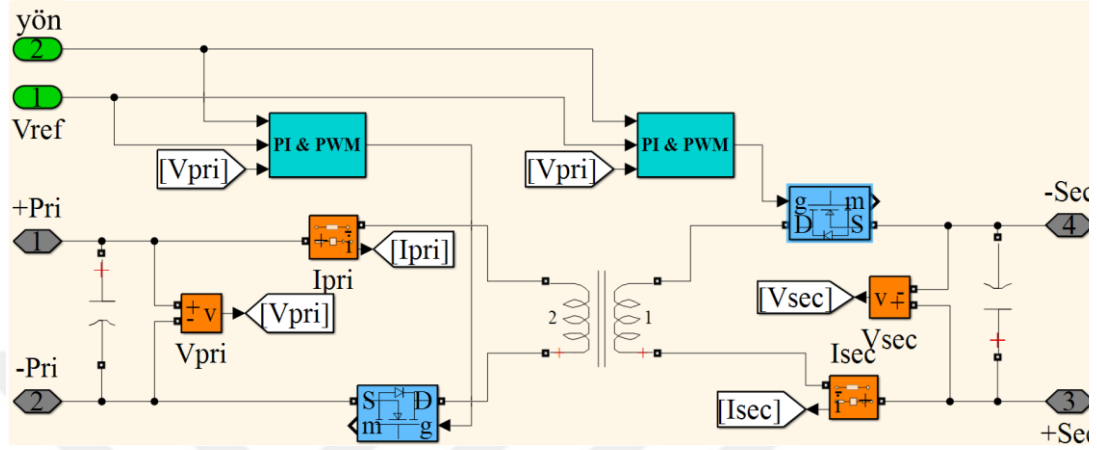 yön
2
1
Vref
PI & PWM
PI & PWM
[Vpri]
[Vpri]
+Pri
1
+
i
[Ipri]
Ipri
g
m
D
S
-Sec
4
+
+
-
v
[Vpri]
Vpri
2
1
+
+
[Vsec]
v
-
+
Vsec
+
-Pri
2
S
D
m
g
Isec
i
+
[Isec]
3
+Sec